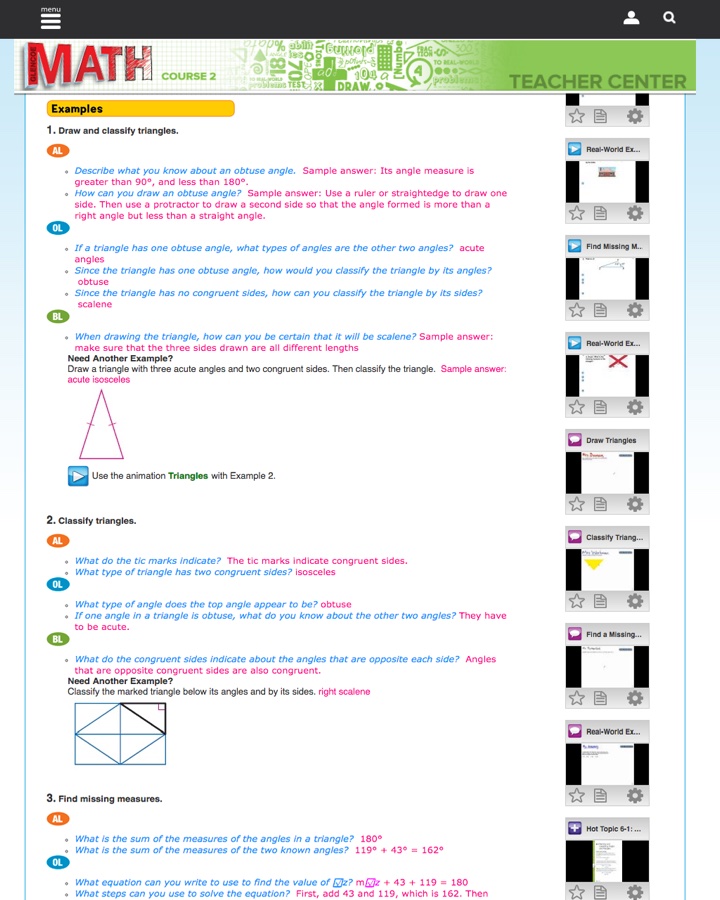 menu
GLENCOE
MATH COURSE 2
TEACHER CENTER
Examples
1. Draw and classify triangles.
AL
Describe what you know about an obtuse angle. Sample answer: Its angle measure is
greater than 90°, and less than 180°.
How can you draw an obtuse angle? Sample answer: Use a ruler or straightedge to draw one
side. Then use a protractor to draw a second side so that the angle formed is more than a
right angle but less than a straight angle.
OL
If a triangle has one obtuse angle, what types of angles are the other two angles? acute
angles
Since the triangle has one obtuse angle, how would you classify the triangle by its angles?
obtuse
Since the triangle has no congruent sides, how can you classify the triangle by its sides?
scalene
BL
When drawing the triangle, how can you be certain that it will be scalene? Sample answer:
make sure that the three sides drawn are all different lengths
Need Another Example?
Draw a triangle with three acute angles and two congruent sides. Then classify the triangle. Sample answer:
acute isosceles
Use the animation Triangles with Example 2.
2. Classify triangles.
AL
What do the tic marks indicate? The tic marks indicate congruent sides.
What type of triangle has two congruent sides? isosceles
OL
What type of angle does the top angle appear to be? obtuse
If one angle in a triangle is obtuse, what do you know about the other two angles? They have
to be acute.
BL
What do the congruent sides indicate about the angles that are opposite each side? Angles
that are opposite congruent sides are also congruent.
Need Another Example?
Classify the marked triangle below its angles and by its sides. right scalene
3. Find missing measures.
AL
What is the sum of the measures of the angles in a triangle? 180°
What is the sum of the measures of the two known angles? 119° + 43° = 162°
OL
What equation can you write to use to find the value of z? mz + 43 + 119 = 180
What steps can you use to solve the equation? First, add 43 and 119, which is 162. Then
Real-World Ex...
Find Missing M..
Real-World Ex...
Draw Triangles
Classify Triang...
Find a Missing...
Real-World Ex...
Hot Topic 6-1: ...